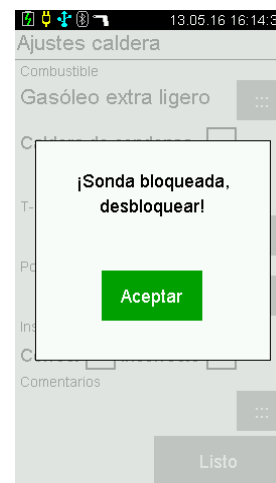 13.05.16 16:14:3
Ajustes caldera
Combustible
Gasóleo extra ligero
¡Sonda bloqueada,
desbloquear!
Aceptar
Comentarios
Listo